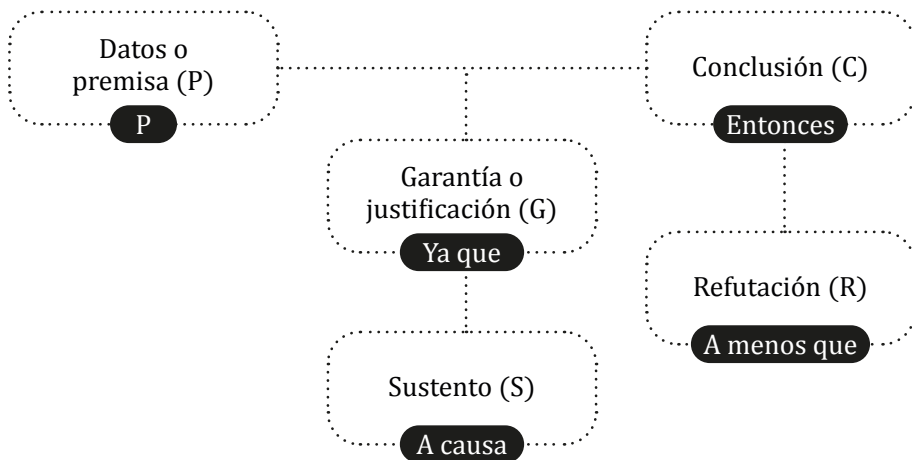 Datos o
premisa (P)
P
Conclusión (C)
Entonces
Garantía o
justificación (G)
Ya que
Refutación (R)
A menos que
Sustento (S)
A causa